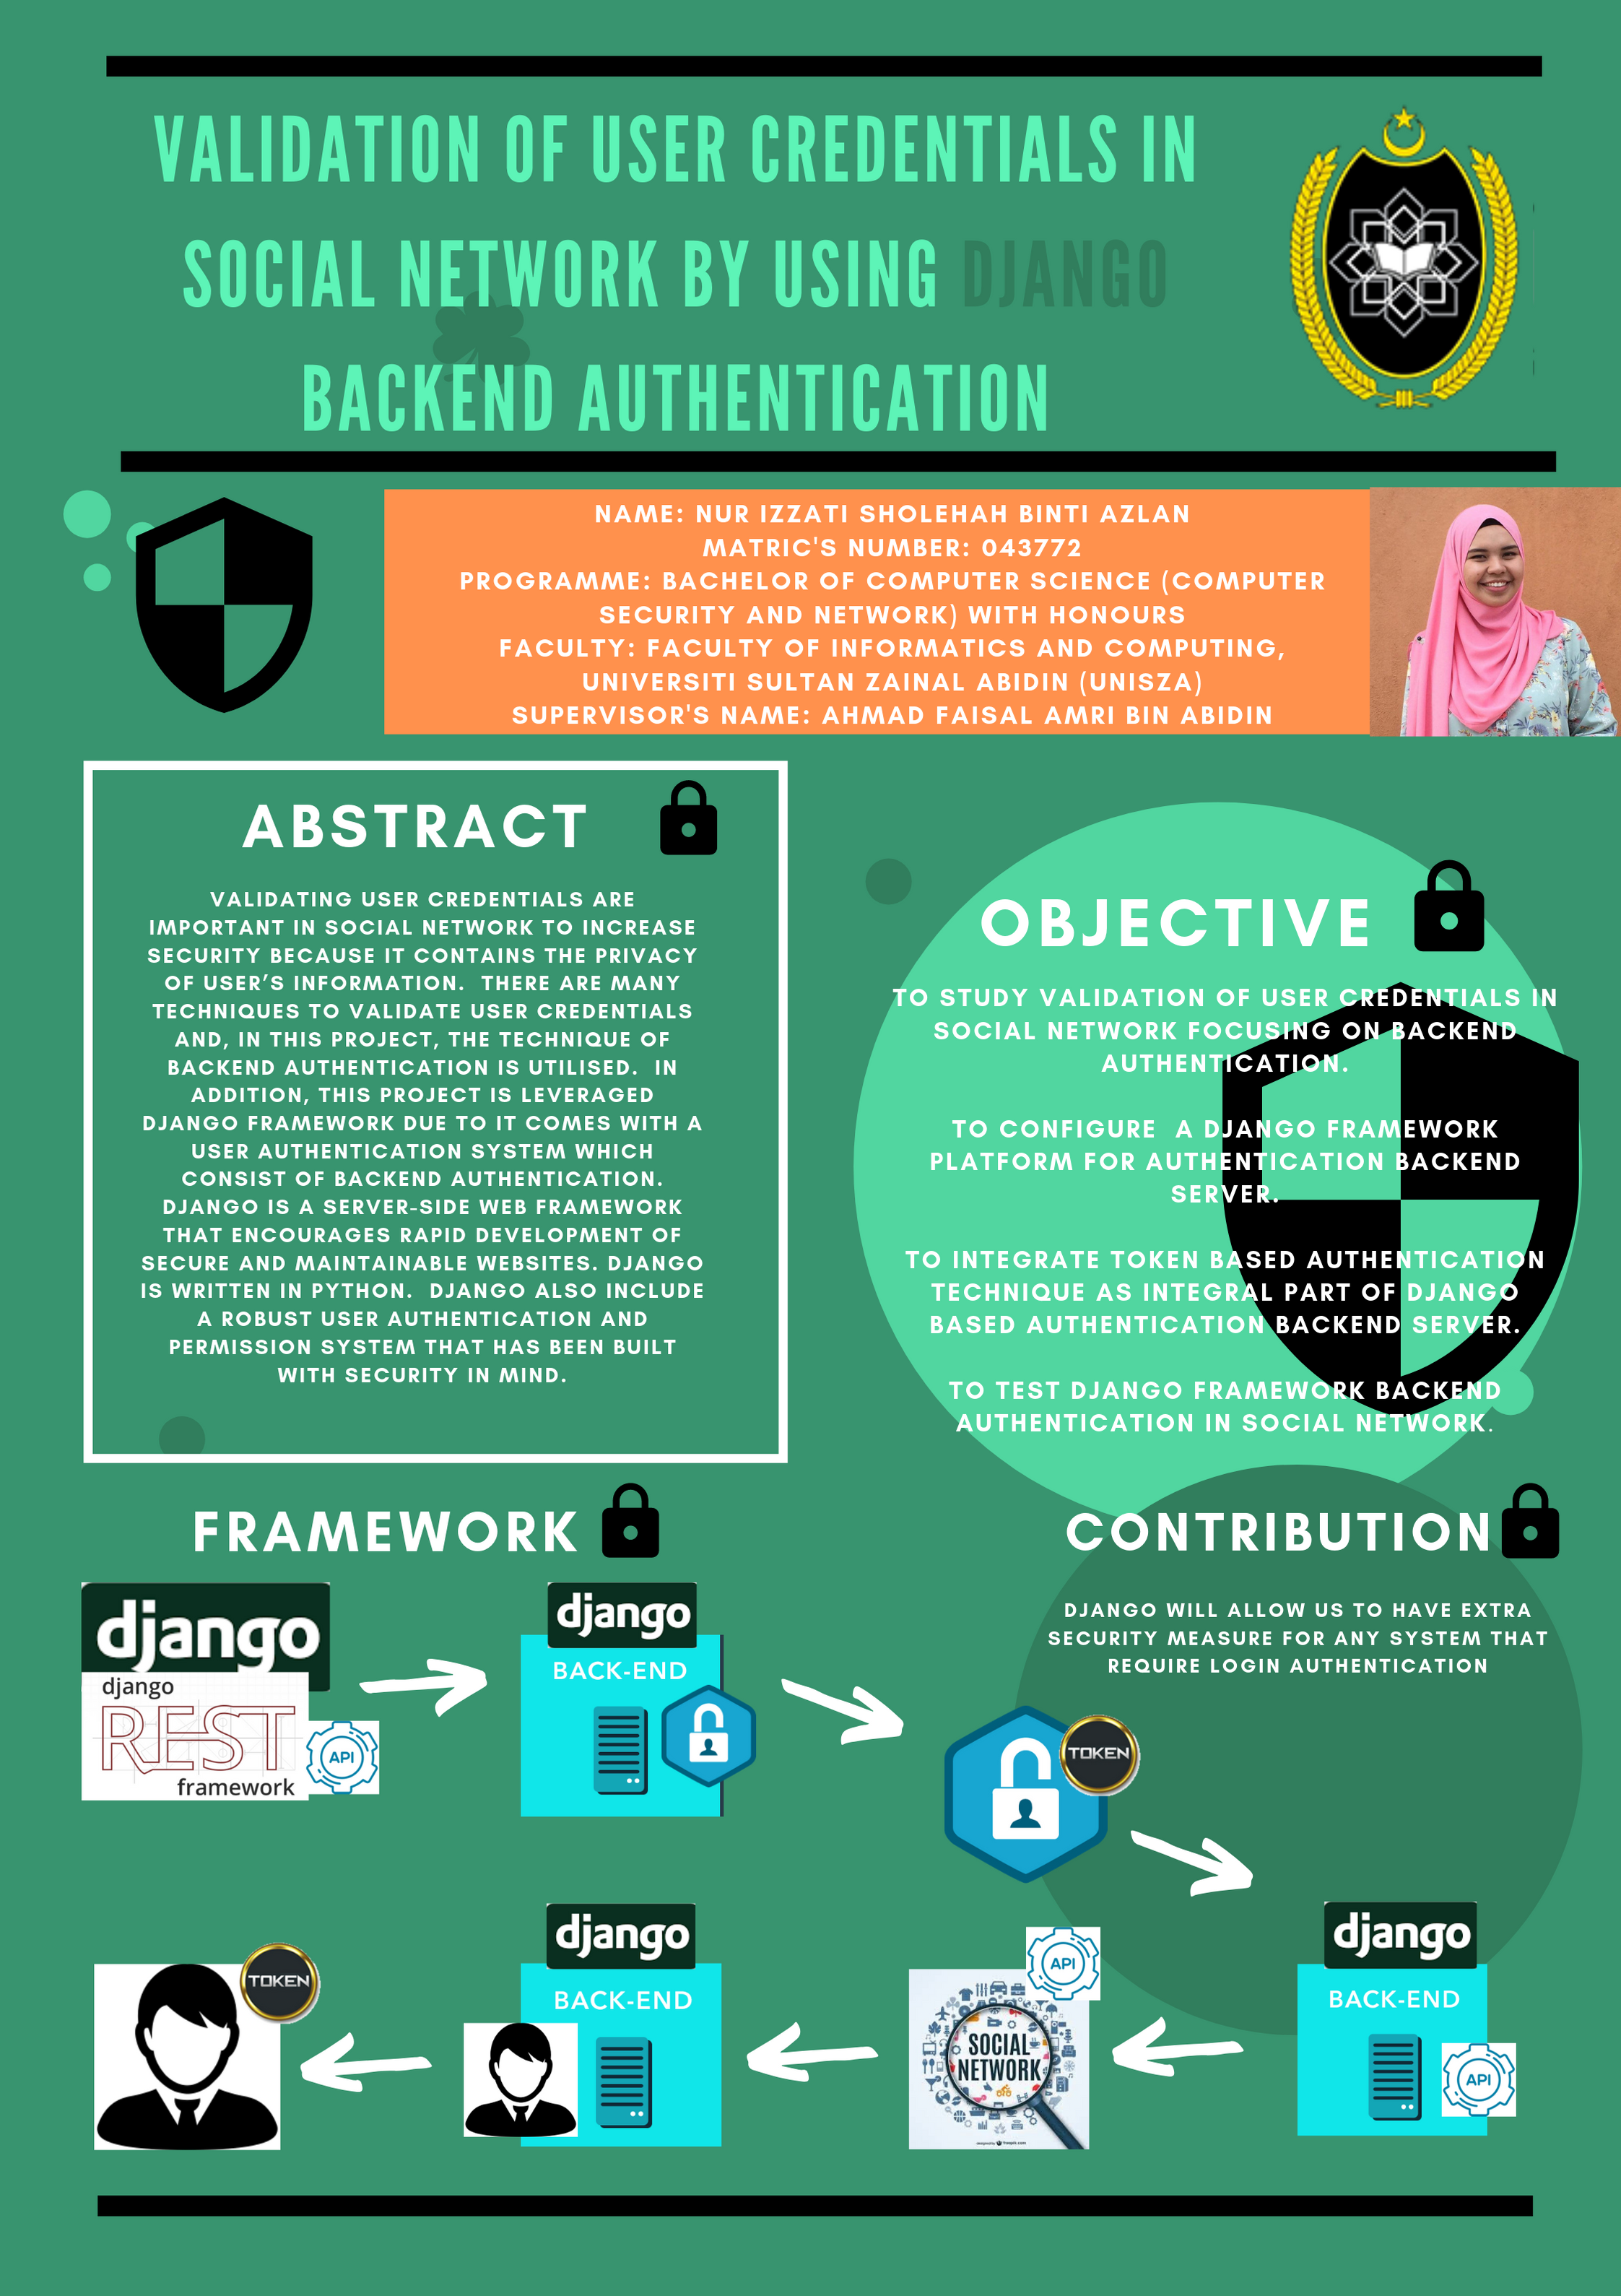 VALIDATION OF USER CREDENTIALS IN
SOCIAL NETWORK BY USING DJANGO
BACKEND AUTHENTICATION
NAME: NUR IZZATI SHOLEHAH BINTI AZLAN
MATRIC'S NUMBER: 043772
PROGRAMME: BACHELOR OF COMPUTER SCIENCE (COMPUTER
SECURITY AND NETWORK) WITH HONOURS
FACULTY: FACULTY OF INFORMATICS AND COMPUTING,
UNIVERSITI SULTAN ZAINAL ABIDIN (UNISZA)
SUPERVISOR'S NAME: AHMAD FAISAL AMRI BIN ABIDIN
ABSTRACT
VALIDATING USER CREDENTIALS ARE
IMPORTANT IN SOCIAL NETWORK TO INCREASE
SECURITY BECAUSE IT CONTAINS THE PRIVACY
OF USER’S INFORMATION.  THERE ARE MANY
TECHNIQUES TO VALIDATE USER CREDENTIALS
AND, IN THIS PROJECT, THE TECHNIQUE OF
BACKEND AUTHENTICATION IS UTILISED.  IN
ADDITION, THIS PROJECT IS LEVERAGED
DJANGO FRAMEWORK DUE TO IT COMES WITH A
USER AUTHENTICATION SYSTEM WHICH
CONSIST OF BACKEND AUTHENTICATION.
DJANGO IS A SERVER-SIDE WEB FRAMEWORK
THAT ENCOURAGES RAPID DEVELOPMENT OF
SECURE AND MAINTAINABLE WEBSITES. DJANGO
IS WRITTEN IN PYTHON.  DJANGO ALSO INCLUDE
A ROBUST USER AUTHENTICATION AND
PERMISSION SYSTEM THAT HAS BEEN BUILT
WITH SECURITY IN MIND.
OBJECTIVE
TO STUDY VALIDATION OF USER CREDENTIALS IN
SOCIAL NETWORK FOCUSING ON BACKEND
AUTHENTICATION.
TO CONFIGURE  A DJANGO FRAMEWORK
PLATFORM FOR AUTHENTICATION BACKEND
SERVER.
TO INTEGRATE TOKEN BASED AUTHENTICATION
TECHNIQUE AS INTEGRAL PART OF DJANGO
BASED AUTHENTICATION BACKEND SERVER.
TO TEST DJANGO FRAMEWORK BACKEND
AUTHENTICATION IN SOCIAL NETWORK.
FRAMEWORK
django
django
REST
framework
API
django
BACK-END
CONTRIBUTION
DJANGO WILL ALLOW US TO HAVE EXTRA
SECURITY MEASURE FOR ANY SYSTEM THAT
REQUIRE LOGIN AUTHENTICATION
TOKEN
django
BACK-END
API
API
SOCIAL
NETWORK
designed by freepik.com
django
BACK-END
TOKEN